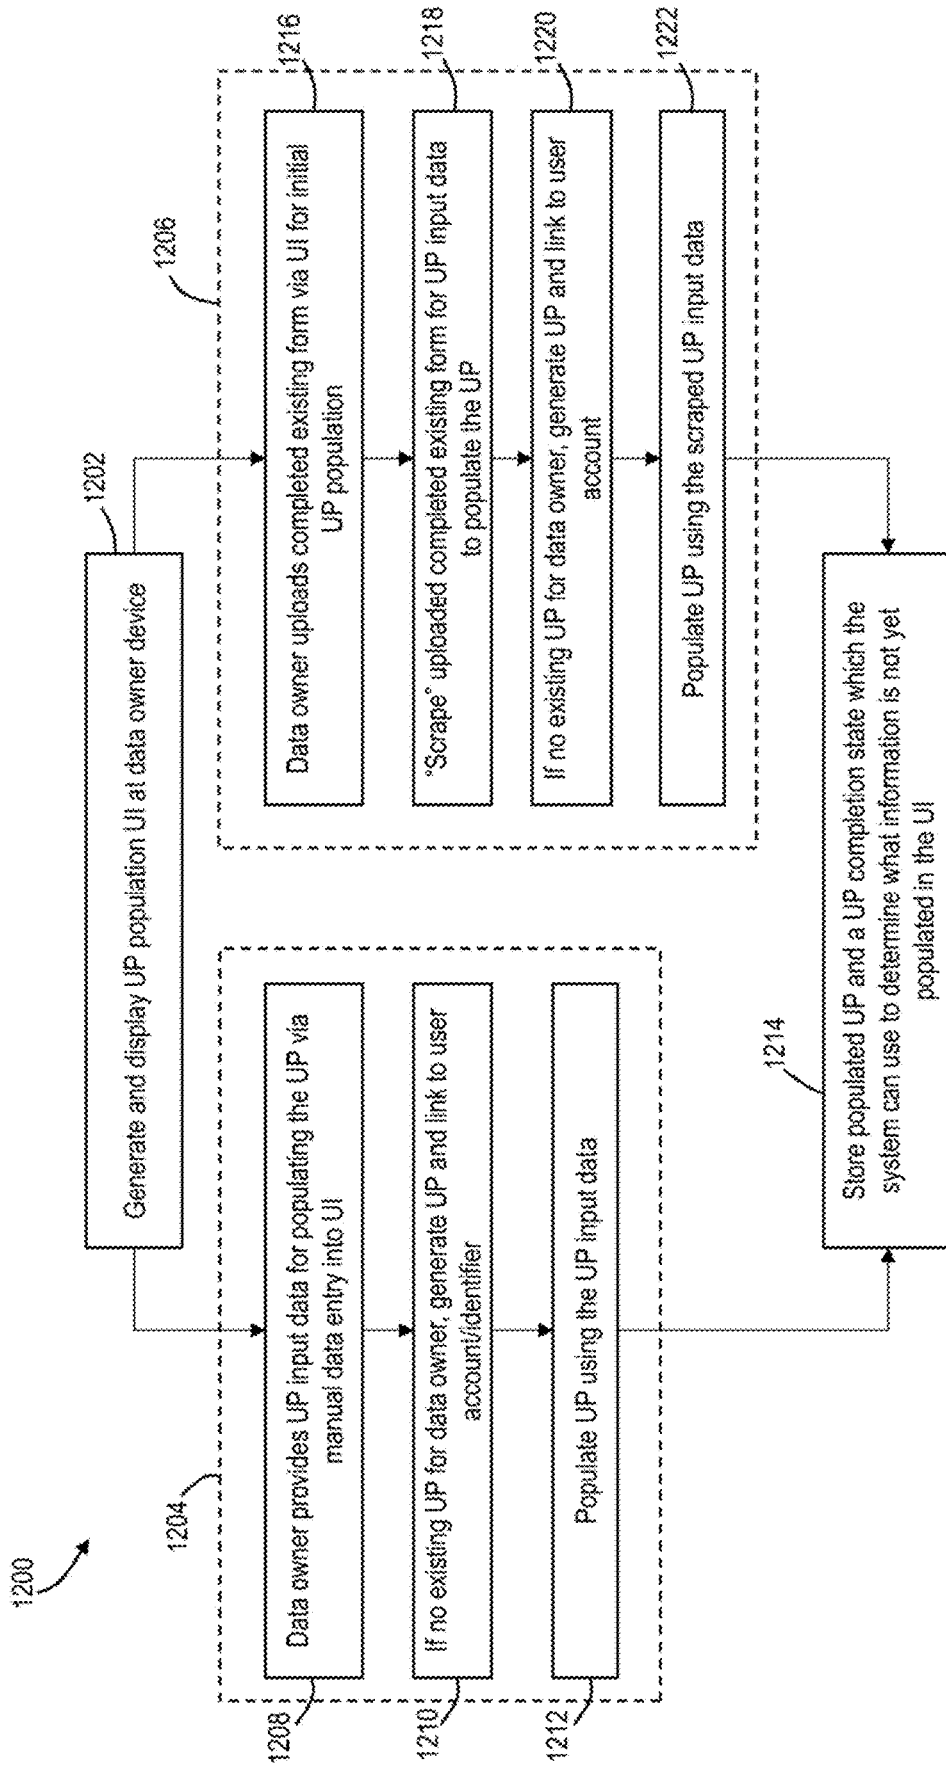 1200
1202
Generate and display UP population UI at data owner device
1204
1208
Data owner provides UP input data for populating the UP via
manual data entry into UI
1210
If no existing UP for data owner, generate UP and link to user
account/identifier
1212
Populate UP using the UP input data
1206
1216
Data owner uploads completed existing form via UI for initial
UP population
1218
"Scrape" uploaded completed existing form for UP input data
to populate the UP
1220
If no existing UP for data owner, generate UP and link to user
account
1222
Populate UP using the scraped UP input data
1214
Store populated UP and a UP completion state which the
system can use to determine what information is not yet
populated in the UI